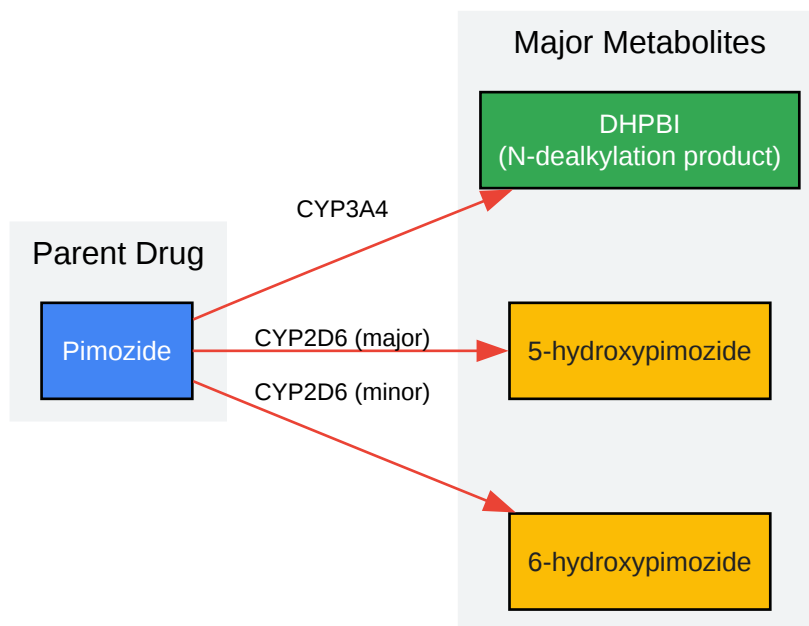 Major Metabolites
DHPBI
(N-dealkylation product)
CYP3A4
Parent Drug
Pimozide
CYP2D6 (major)
5-hydroxypimozide
CYP2D6 (minor)
6-hydroxypimozide